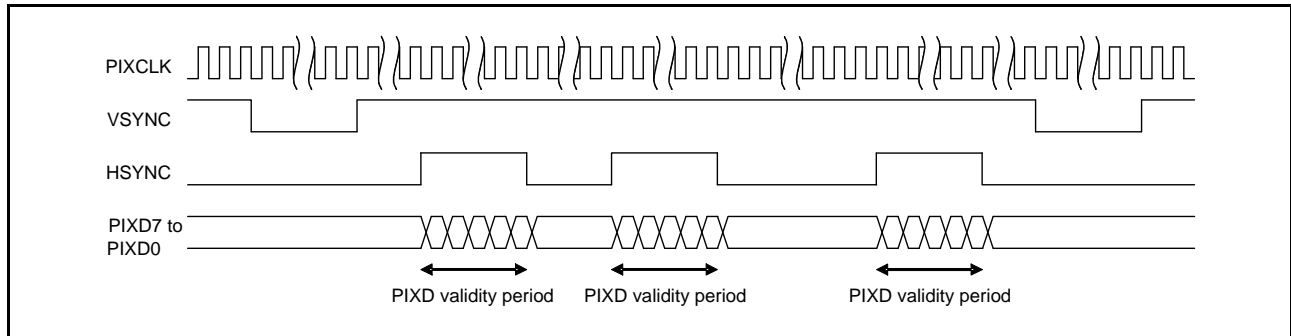 PIXCLK
VSYNC
HSYNC
PIXD7 to
PIXD0
PIXD validity period
PIXD validity period
PIXD validity period